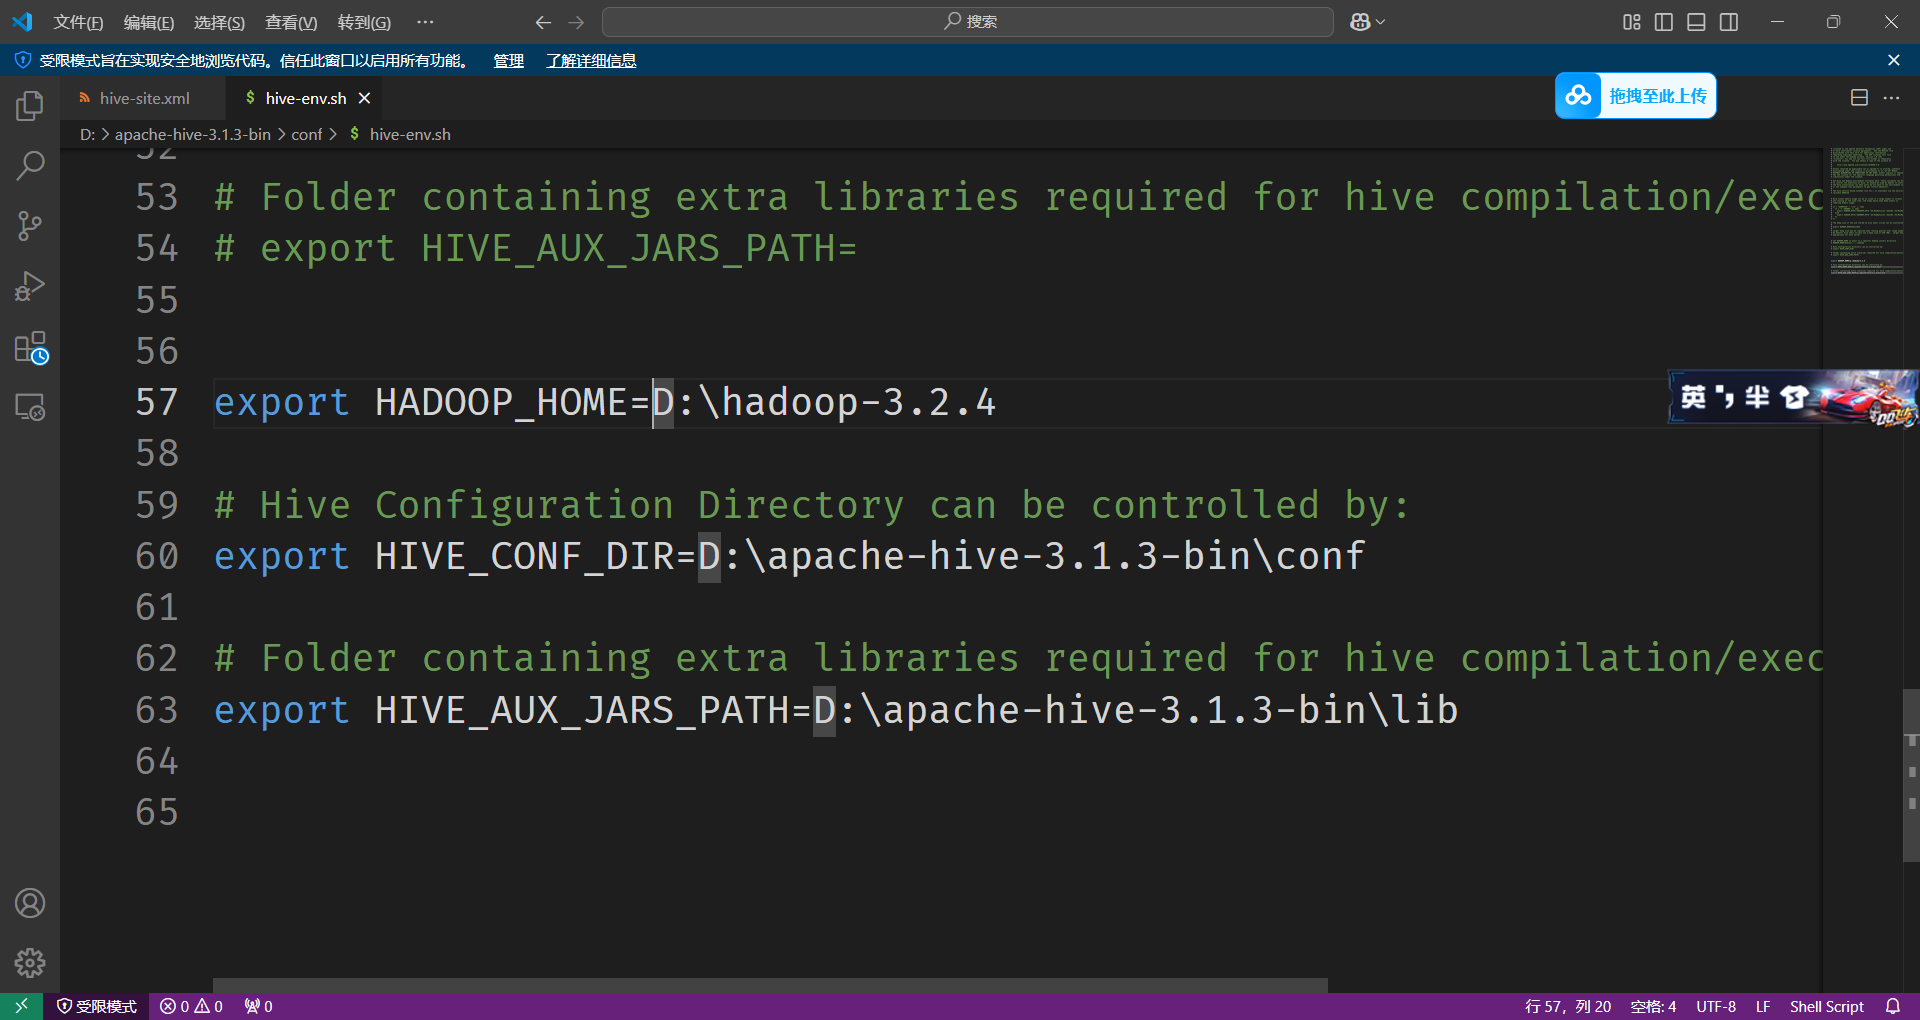 文件(F) 编辑(E) 选择(S) 查看(V) 转到(G) ··· 搜索
受限模式旨在实现安全地浏览代码。信任此窗口以启用所有功能。 管理 了解详细信息
hive-site.xml $ hive-env.sh
拖拽至此上传
D: > apache-hive-3.1.3-bin > conf > $ hive-env.sh
52
53 # Folder containing extra libraries required for hive compilation/exec
54 # export HIVE_AUX_JARS_PATH=
55
56
57 export HADOOP_HOME=D:\hadoop-3.2.4
英 ’, 半
58
59 # Hive Configuration Directory can be controlled by:
60 export HIVE_CONF_DIR=D:\apache-hive-3.1.3-bin\conf
61
62 # Folder containing extra libraries required for hive compilation/exec
63 export HIVE_AUX_JARS_PATH=D:\apache-hive-3.1.3-bin\lib
64
65
受限模式 0 0 0 行 57, 列 20 空格: 4 UTF-8 LF Shell Script